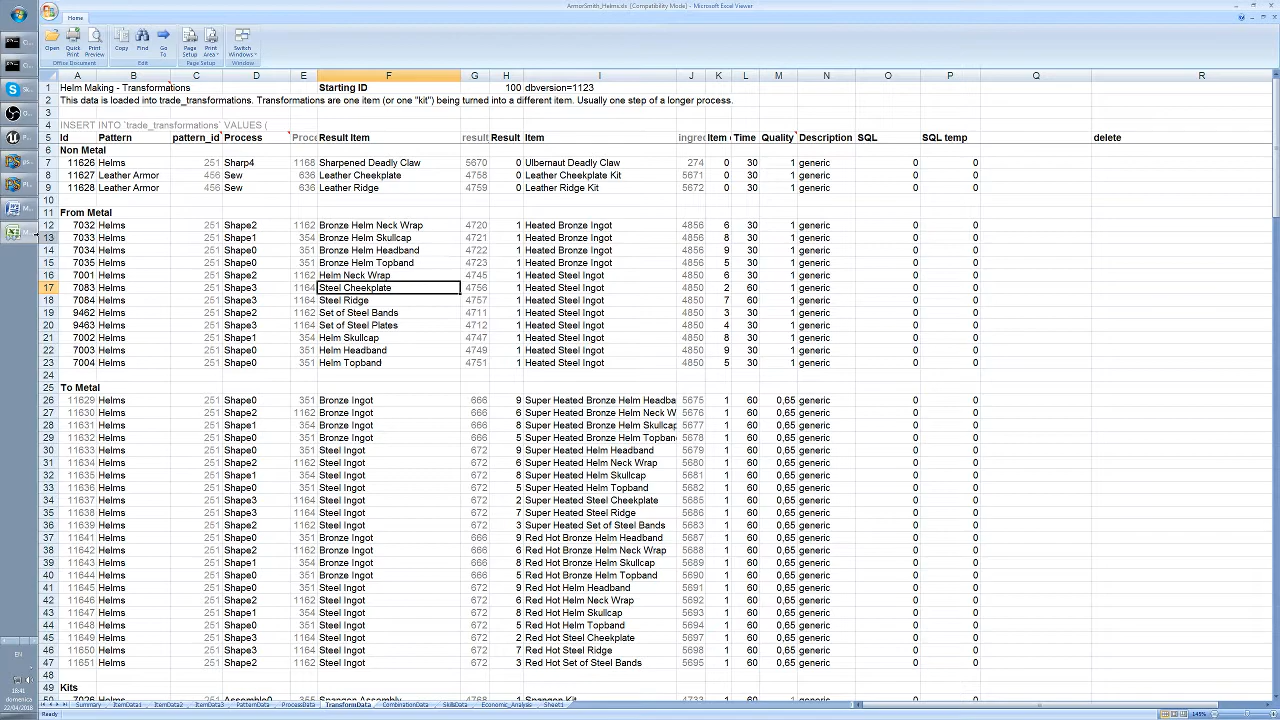 ArmorSmith_Helms.xls [Compatibility Mode] - Microsoft Excel Viewer
Home
Open Quick Print Print Preview Copy Find Go To Page Setup Print Area Switch Windows
Office Document Edit Page Setup Window
A B C D E F G H I J K L M N O P Q R
1 Helm Making - Transformations Starting ID 100 dbversion=1123
2 This data is loaded into trade_transformations. Transformations are one item (or one "kit") being turned into a different item. Usually one step of a longer process.
3
4 INSERT INTO `trade_transformations` VALUES (
5 Id Pattern pattern_id Process Proc Result Item result Result Item ingre Item Time Quality Description SQL SQL temp delete
6 Non Metal
7 11626 Helms 251 Sharp4 1168 Sharpened Deadly Claw 5670 0 Ulbernaut Deadly Claw 274 0 30 1 generic 0 0
8 11627 Leather Armor 456 Sew 636 Leather Cheekplate 4758 0 Leather Cheekplate Kit 5671 0 30 1 generic 0 0
9 11628 Leather Armor 456 Sew 636 Leather Ridge 4759 0 Leather Ridge Kit 5672 0 30 1 generic 0 0
10
11 From Metal
12 7032 Helms 251 Shape2 1162 Bronze Helm Neck Wrap 4720 1 Heated Bronze Ingot 4856 6 30 1 generic 0 0
13 7033 Helms 251 Shape1 354 Bronze Helm Skullcap 4721 1 Heated Bronze Ingot 4856 8 30 1 generic 0 0
14 7034 Helms 251 Shape0 351 Bronze Helm Headband 4722 1 Heated Bronze Ingot 4856 9 30 1 generic 0 0
15 7035 Helms 251 Shape0 351 Bronze Helm Topband 4723 1 Heated Bronze Ingot 4856 5 30 1 generic 0 0
16 7001 Helms 251 Shape2 1162 Helm Neck Wrap 4745 1 Heated Steel Ingot 4850 6 30 1 generic 0 0
17 7083 Helms 251 Shape3 1164 Steel Cheekplate 4756 1 Heated Steel Ingot 4850 2 60 1 generic 0 0
18 7084 Helms 251 Shape3 1164 Steel Ridge 4757 1 Heated Steel Ingot 4850 7 60 1 generic 0 0
19 9462 Helms 251 Shape2 1162 Set of Steel Bands 4711 1 Heated Steel Ingot 4850 3 30 1 generic 0 0
20 9463 Helms 251 Shape3 1164 Set of Steel Plates 4712 1 Heated Steel Ingot 4850 4 30 1 generic 0 0
21 7002 Helms 251 Shape1 354 Helm Skullcap 4747 1 Heated Steel Ingot 4850 8 30 1 generic 0 0
22 7003 Helms 251 Shape0 351 Helm Headband 4749 1 Heated Steel Ingot 4850 9 30 1 generic 0 0
23 7004 Helms 251 Shape0 351 Helm Topband 4751 1 Heated Steel Ingot 4850 5 30 1 generic 0 0
24
25 To Metal
26 11629 Helms 251 Shape0 351 Bronze Ingot 666 9 Super Heated Bronze Helm Headba 5675 1 60 0,65 generic 0 0
27 11630 Helms 251 Shape2 1162 Bronze Ingot 666 6 Super Heated Bronze Helm Neck W 5676 1 60 0,65 generic 0 0
28 11631 Helms 251 Shape1 354 Bronze Ingot 666 8 Super Heated Bronze Helm Skullcap 5677 1 60 0,65 generic 0 0
29 11632 Helms 251 Shape0 351 Bronze Ingot 666 5 Super Heated Bronze Helm Topban 5678 1 60 0,65 generic 0 0
30 11633 Helms 251 Shape0 351 Steel Ingot 672 9 Super Heated Helm Headband 5679 1 60 0,65 generic 0 0
31 11635 Helms 251 Shape2 1162 Steel Ingot 672 6 Super Heated Helm Neck Wrap 5680 1 60 0,65 generic 0 0
32 11635 Helms 251 Shape1 354 Steel Ingot 672 8 Super Heated Helm Skullcap 5681 1 60 0,65 generic 0 0
33 11636 Helms 251 Shape0 351 Steel Ingot 672 5 Super Heated Helm Topband 5682 1 60 0,65 generic 0 0
34 11637 Helms 251 Shape3 1164 Steel Ingot 672 2 Super Heated Steel Cheekplate 5685 1 60 0,65 generic 0 0
35 11638 Helms 251 Shape3 1164 Steel Ingot 672 7 Super Heated Steel Ridge 5686 1 60 0,65 generic 0 0
36 11639 Helms 251 Shape2 1162 Steel Ingot 672 3 Super Heated Set of Steel Bands 5683 1 60 0,65 generic 0 0
37 11641 Helms 251 Shape0 351 Bronze Ingot 666 9 Red Hot Bronze Helm Headband 5687 1 60 0,65 generic 0 0
38 11642 Helms 251 Shape2 1162 Bronze Ingot 666 6 Red Hot Bronze Helm Neck Wrap 5688 1 60 0,65 generic 0 0
39 11643 Helms 251 Shape1 354 Bronze Ingot 666 8 Red Hot Bronze Helm Skullcap 5689 1 60 0,65 generic 0 0
40 11644 Helms 251 Shape0 351 Bronze Ingot 666 5 Red Hot Bronze Helm Topband 5690 1 60 0,65 generic 0 0
41 11645 Helms 251 Shape0 351 Steel Ingot 672 9 Red Hot Helm Headband 5691 1 60 0,65 generic 0 0
42 11646 Helms 251 Shape2 1162 Steel Ingot 672 6 Red Hot Helm Neck Wrap 5692 1 60 0,65 generic 0 0
43 11647 Helms 251 Shape1 354 Steel Ingot 672 8 Red Hot Helm Skullcap 5693 1 60 0,65 generic 0 0
44 11648 Helms 251 Shape0 351 Steel Ingot 672 5 Red Hot Helm Topband 5694 1 60 0,65 generic 0 0
45 11649 Helms 251 Shape3 1164 Steel Ingot 672 2 Red Hot Steel Cheekplate 5697 1 60 0,65 generic 0 0
46 11650 Helms 251 Shape3 1164 Steel Ingot 672 7 Red Hot Steel Ridge 5698 1 60 0,65 generic 0 0
47 11651 Helms 251 Shape2 1162 Steel Ingot 672 3 Red Hot Set of Steel Bands 5695 1 60 0,65 generic 0 0
48
49 Kits
50 7026 Helms 251 Assemble0 355 Spangen Assembly 4768 1 Spangen Kit 4733
Summary ItemData1 ItemData2 ItemData3 PatternData ProcessData TransformData CombinationData SkillData Economic_Analysis Sheet1
Ready 145%
EN
18:41
domenica
22/04/2018